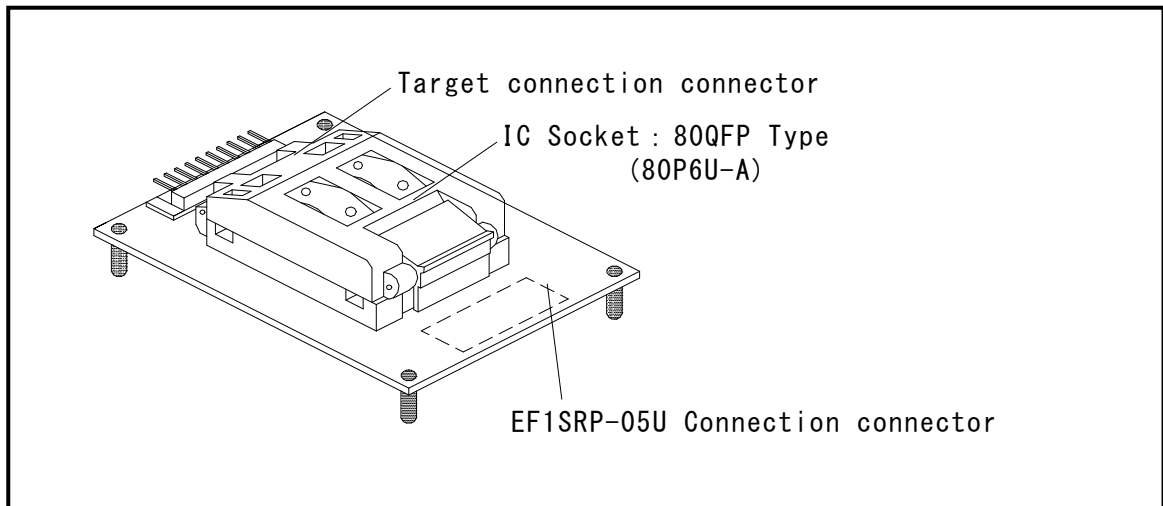 Target connection connector
IC Socket : 80QFP Type
(80P6U-A)
EF1SRP-05U Connection connector